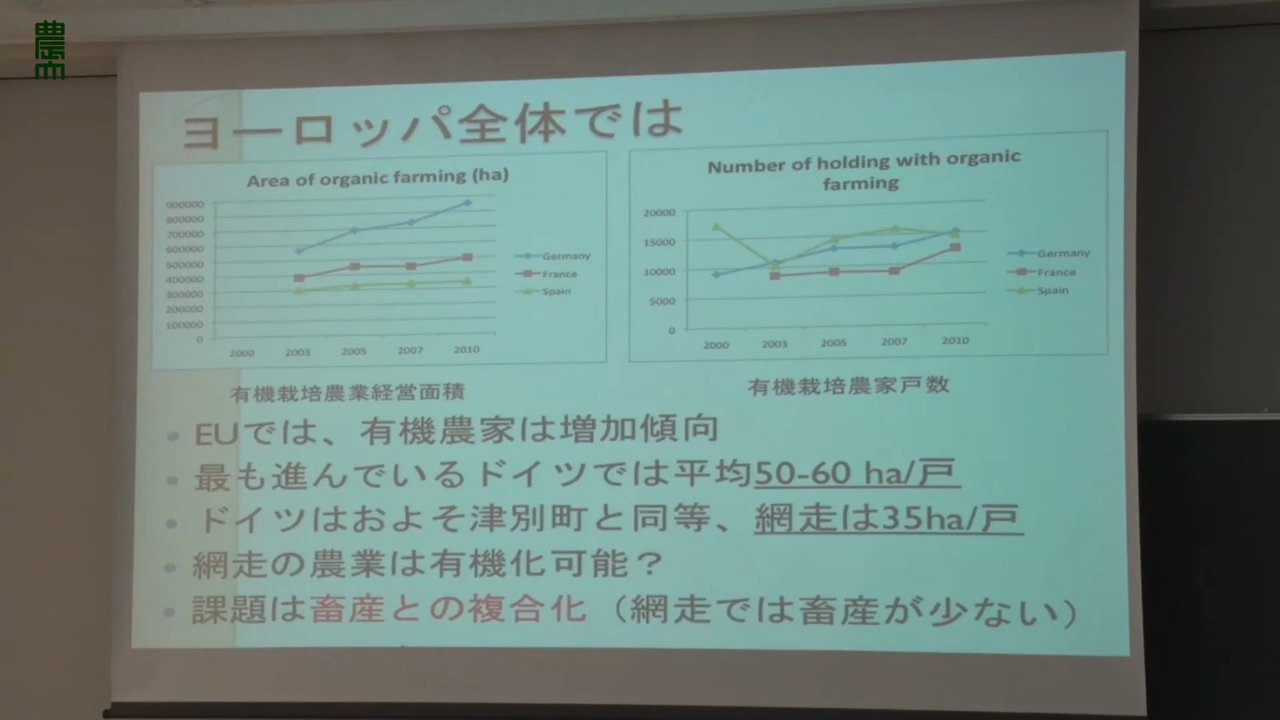 農大
ヨーロッパ全体では
Area of organic farming (ha)
900000
800000
700000
600000
500000
400000
300000
200000
100000
0
2000 2003 2005 2007 2010
Germany
France
Spain
Number of holding with organic
farming
20000
15000
10000
5000
0
2000 2003 2005 2007 2010
Germany
France
Spain
有機栽培農業経営面積
有機栽培農家戸数
• EUでは、有機農家は増加傾向
• 最も進んでいるドイツでは平均50-60 ha/戸
• ドイツはおよそ津別町と同等、網走は35ha/戸
• 網走の農業は有機化可能？
• 課題は畜産との複合化（網走では畜産が少ない）